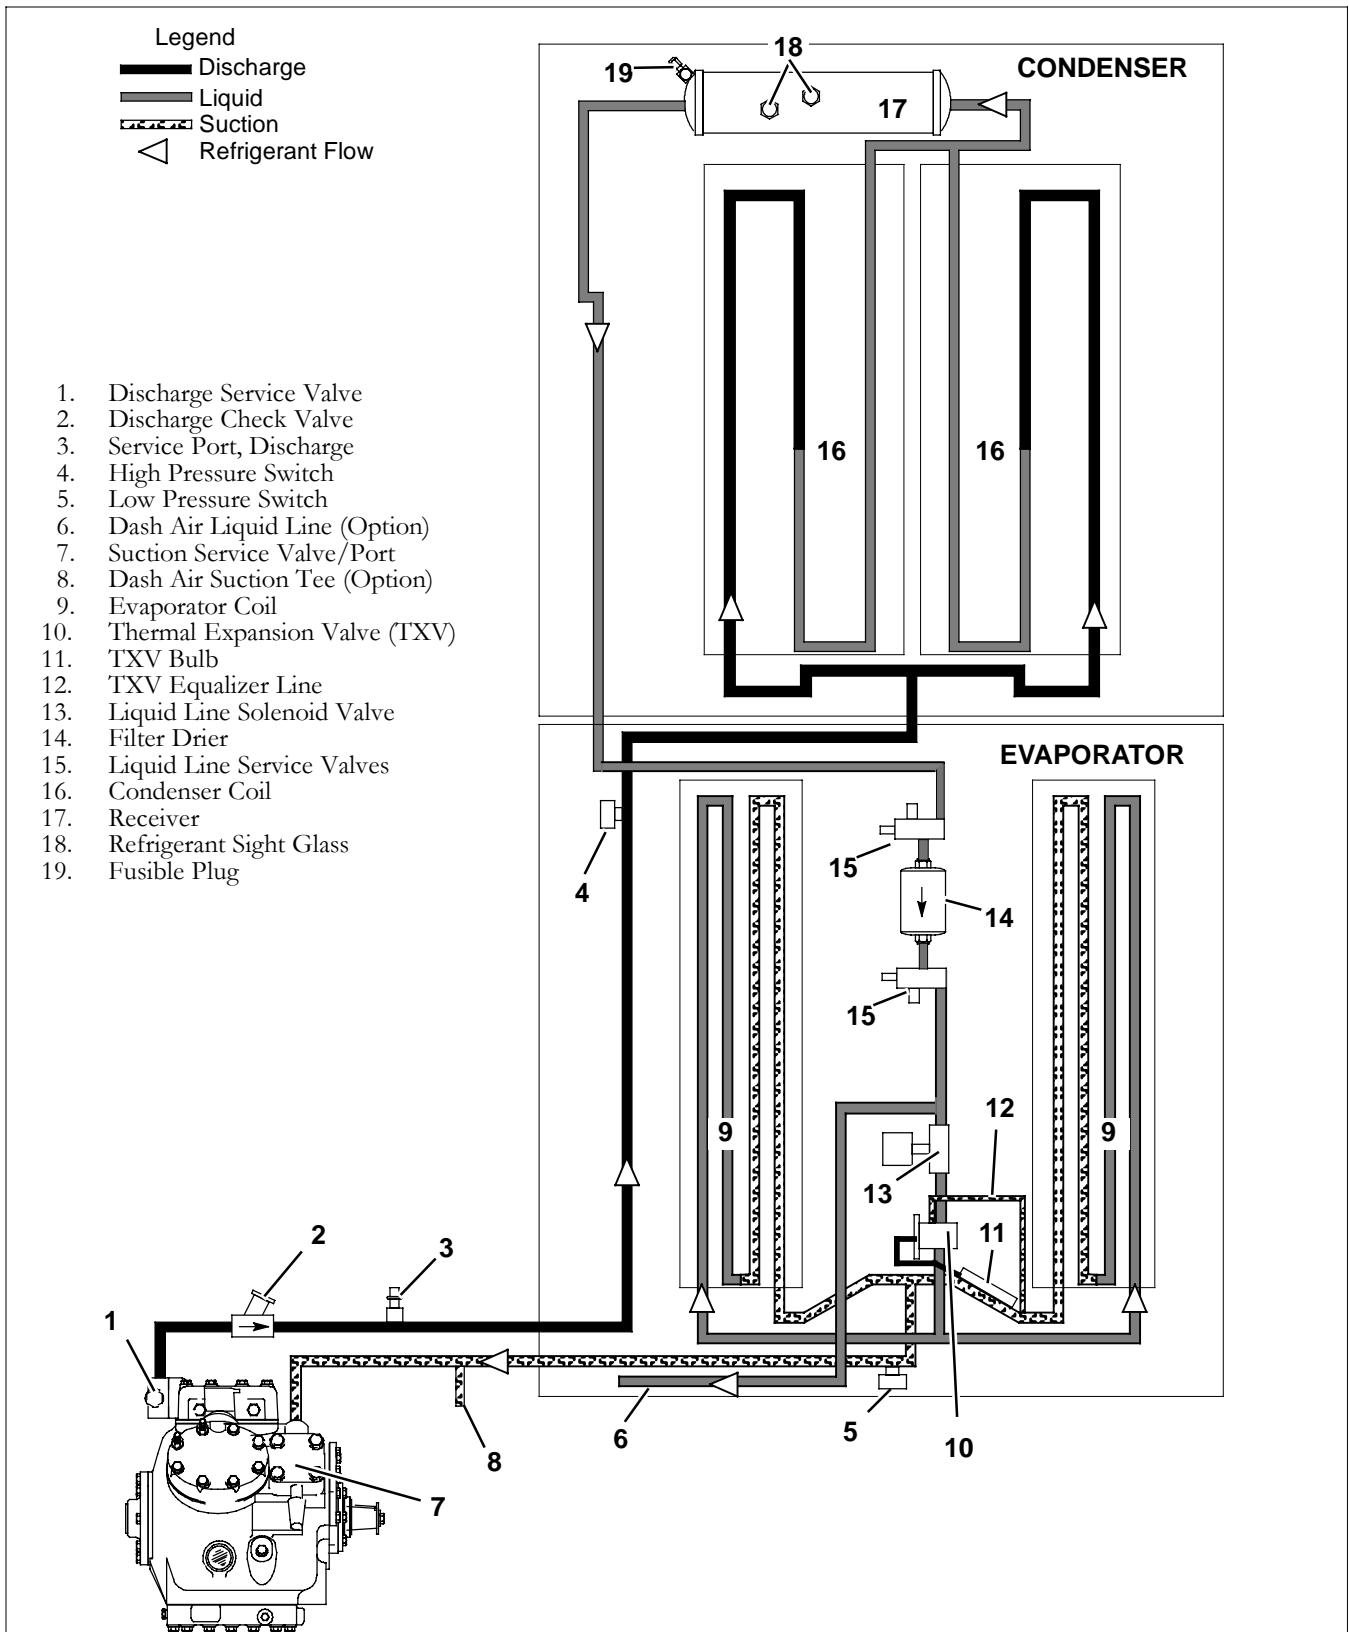 Legend
Discharge
Liquid
Suction
Refrigerant Flow
CONDENSER
18
19
17
16
16
1. Discharge Service Valve
2. Discharge Check Valve
3. Service Port, Discharge
4. High Pressure Switch
5. Low Pressure Switch
6. Dash Air Liquid Line (Option)
7. Suction Service Valve/Port
8. Dash Air Suction Tee (Option)
9. Evaporator Coil
10. Thermal Expansion Valve (TXV)
11. TXV Bulb
12. TXV Equalizer Line
13. Liquid Line Solenoid Valve
14. Filter Drier
15. Liquid Line Service Valves
16. Condenser Coil
17. Receiver
18. Refrigerant Sight Glass
19. Fusible Plug
EVAPORATOR
4
15
14
15
9
9
12
13
11
2
3
1
6
5
10
8
7